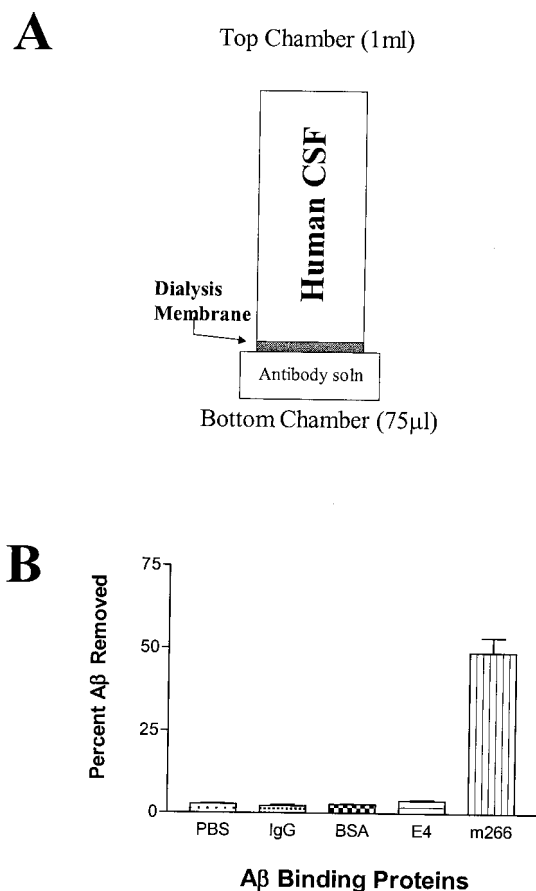 A
Top Chamber (1ml)
Human CSF
Dialysis
Membrane
Antibody soln
Bottom Chamber (75μl)
B
Percent Aβ Removed
75
50
25
0
PBS IgG BSA E4 m266
Aβ Binding Proteins